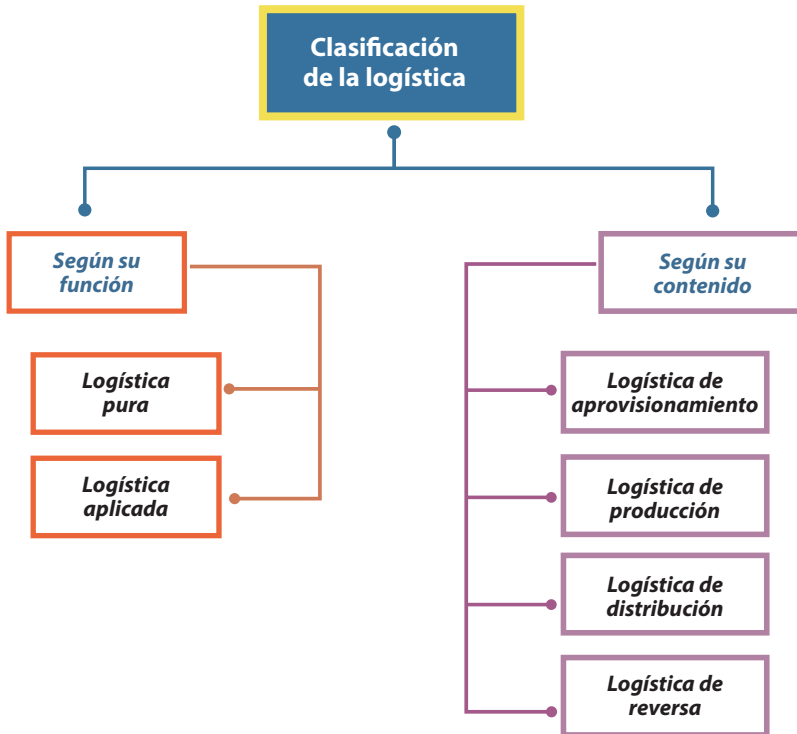 Clasificación
de la logística
Según su
función
Logística
pura
Logística
aplicada
Según su
contenido
Logística de
aprovisionamiento
Logística de
producción
Logística de
distribución
Logística de
reversa